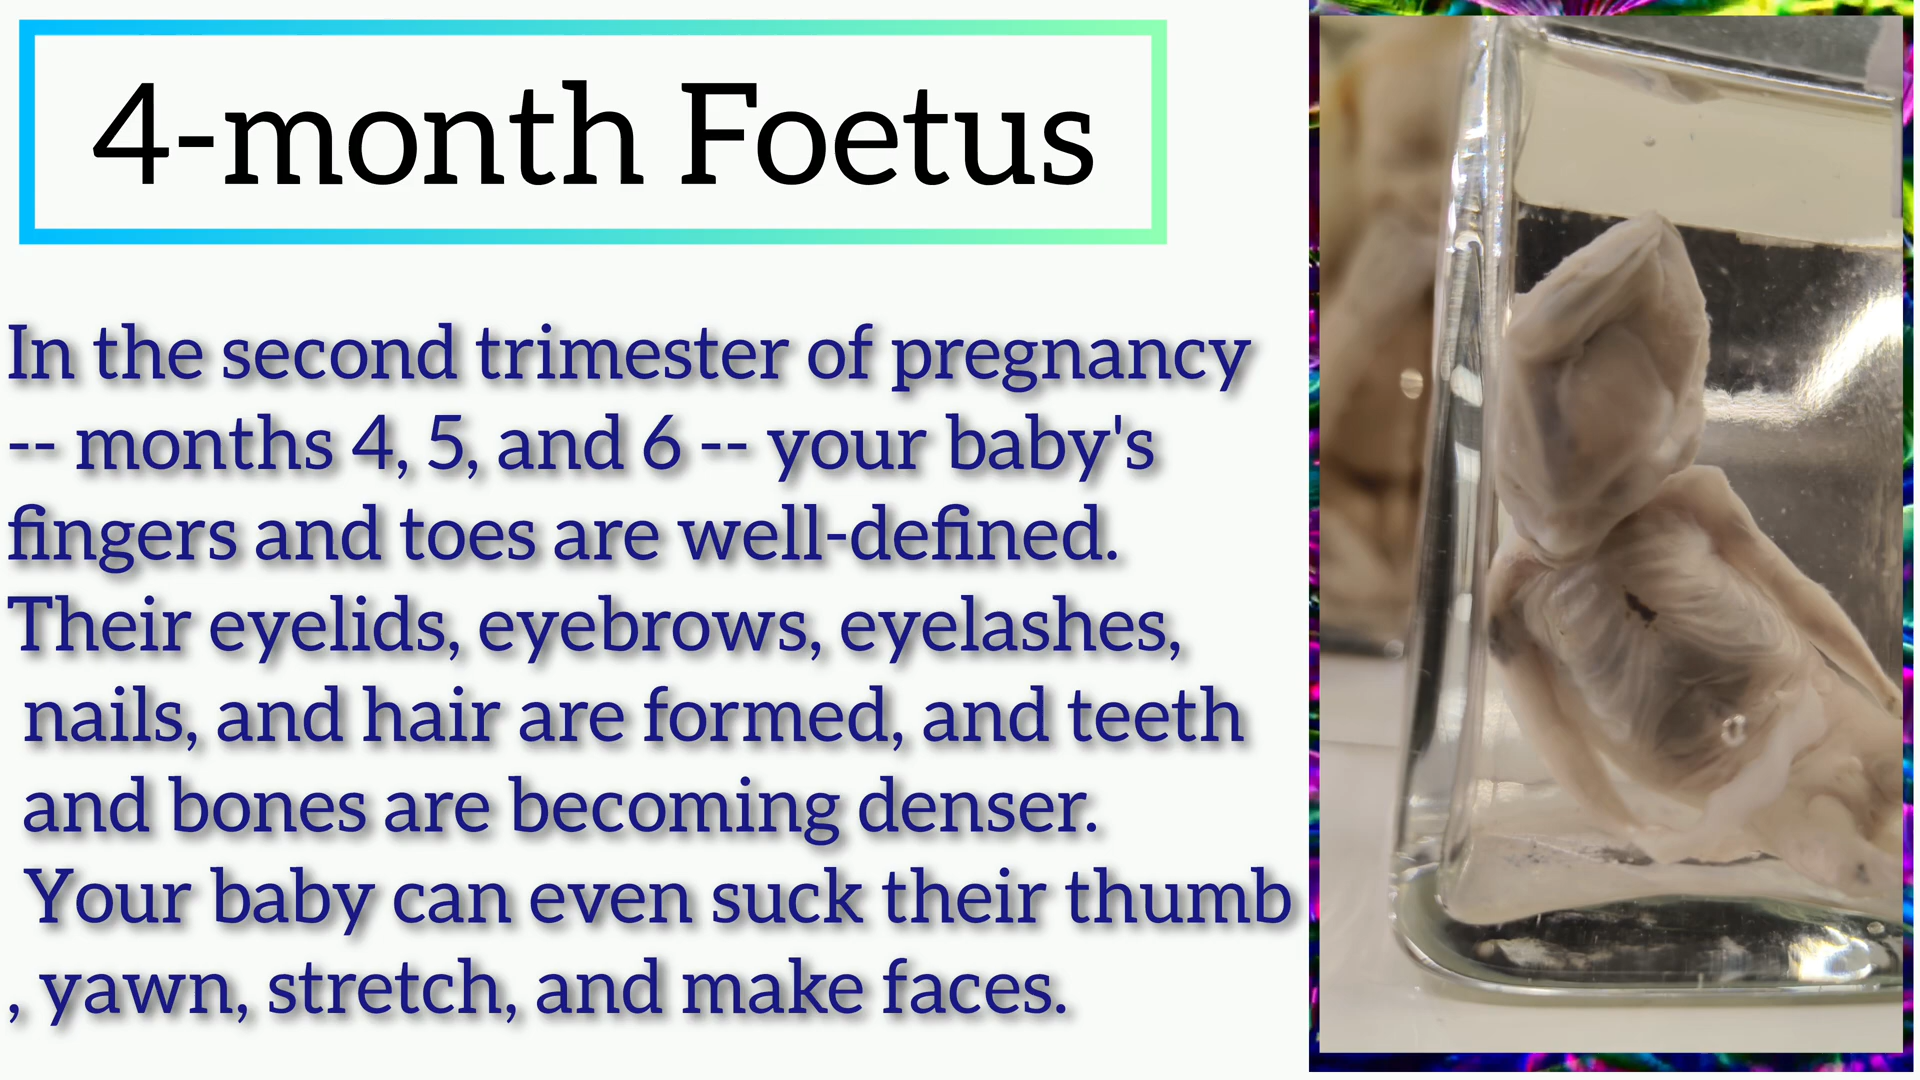 4-month Foetus
In the second trimester of pregnancy
-- months 4, 5, and 6 -- your baby's
fingers and toes are well-defined.
Their eyelids, eyebrows, eyelashes,
nails, and hair are formed, and teeth
and bones are becoming denser.
Your baby can even suck their thumb
, yawn, stretch, and make faces.